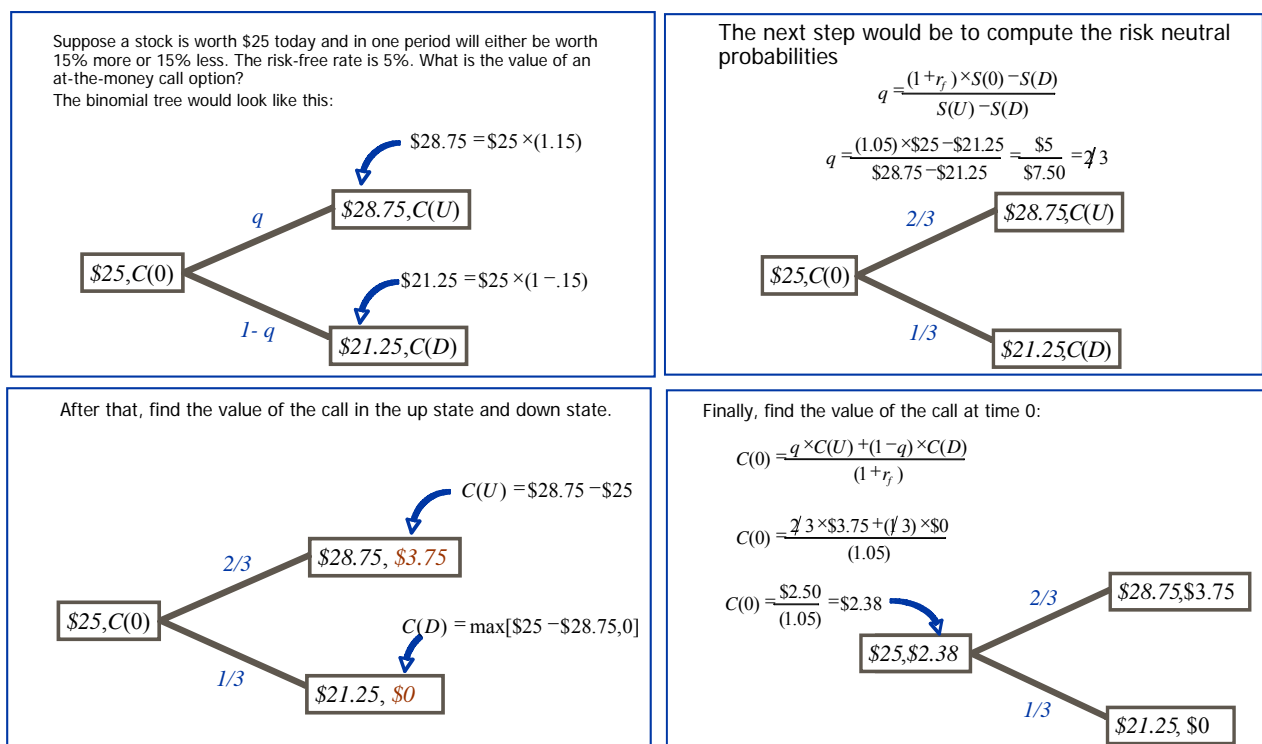 Suppose a stock is worth $25 today and in one period will either be worth
15% more or 15% less. The risk-free rate is 5%. What is the value of an
at-the-money call option?
The binomial tree would look like this:
$28.75 = $25 × (1.15)
$28.75,C(U)
q
$25,C(0)
$21.25 = $25 × (1 − .15)
1- q
$21.25,C(D)
The next step would be to compute the risk neutral
probabilities
q = (1 + r_f) × S(0) − S(D) / S(U) − S(D)
q = (1.05) × $25 − $21.25 / $28.75 − $21.25 = $5 / $7.50 = 2/3
$28.75,C(U)
2/3
$25,C(0)
1/3
$21.25,C(D)
After that, find the value of the call in the up state and down state.
C(U) = $28.75 − $25
$28.75, $3.75
2/3
$25,C(0)
C(D) = max[$25 − $28.75,0]
1/3
$21.25, $0
Finally, find the value of the call at time 0:
C(0) = q × C(U) + (1 − q) × C(D) / (1 + r_f)
C(0) = 2/3 × $3.75 + (1/3) × $0 / (1.05)
C(0) = $2.50 / (1.05) = $2.38
$28.75,$3.75
2/3
$25,$2.38
1/3
$21.25, $0